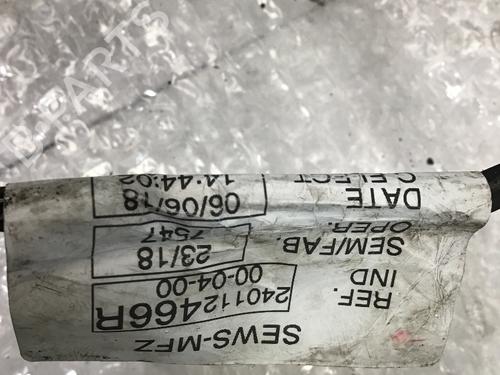 SEWS-MFZ
REF. 240112466R
IND 00-04-00
SEM/FAB. 23/18
OPER. 7547
DATE 06/06/18
C.ELECT 14:44:02
B-PARTS